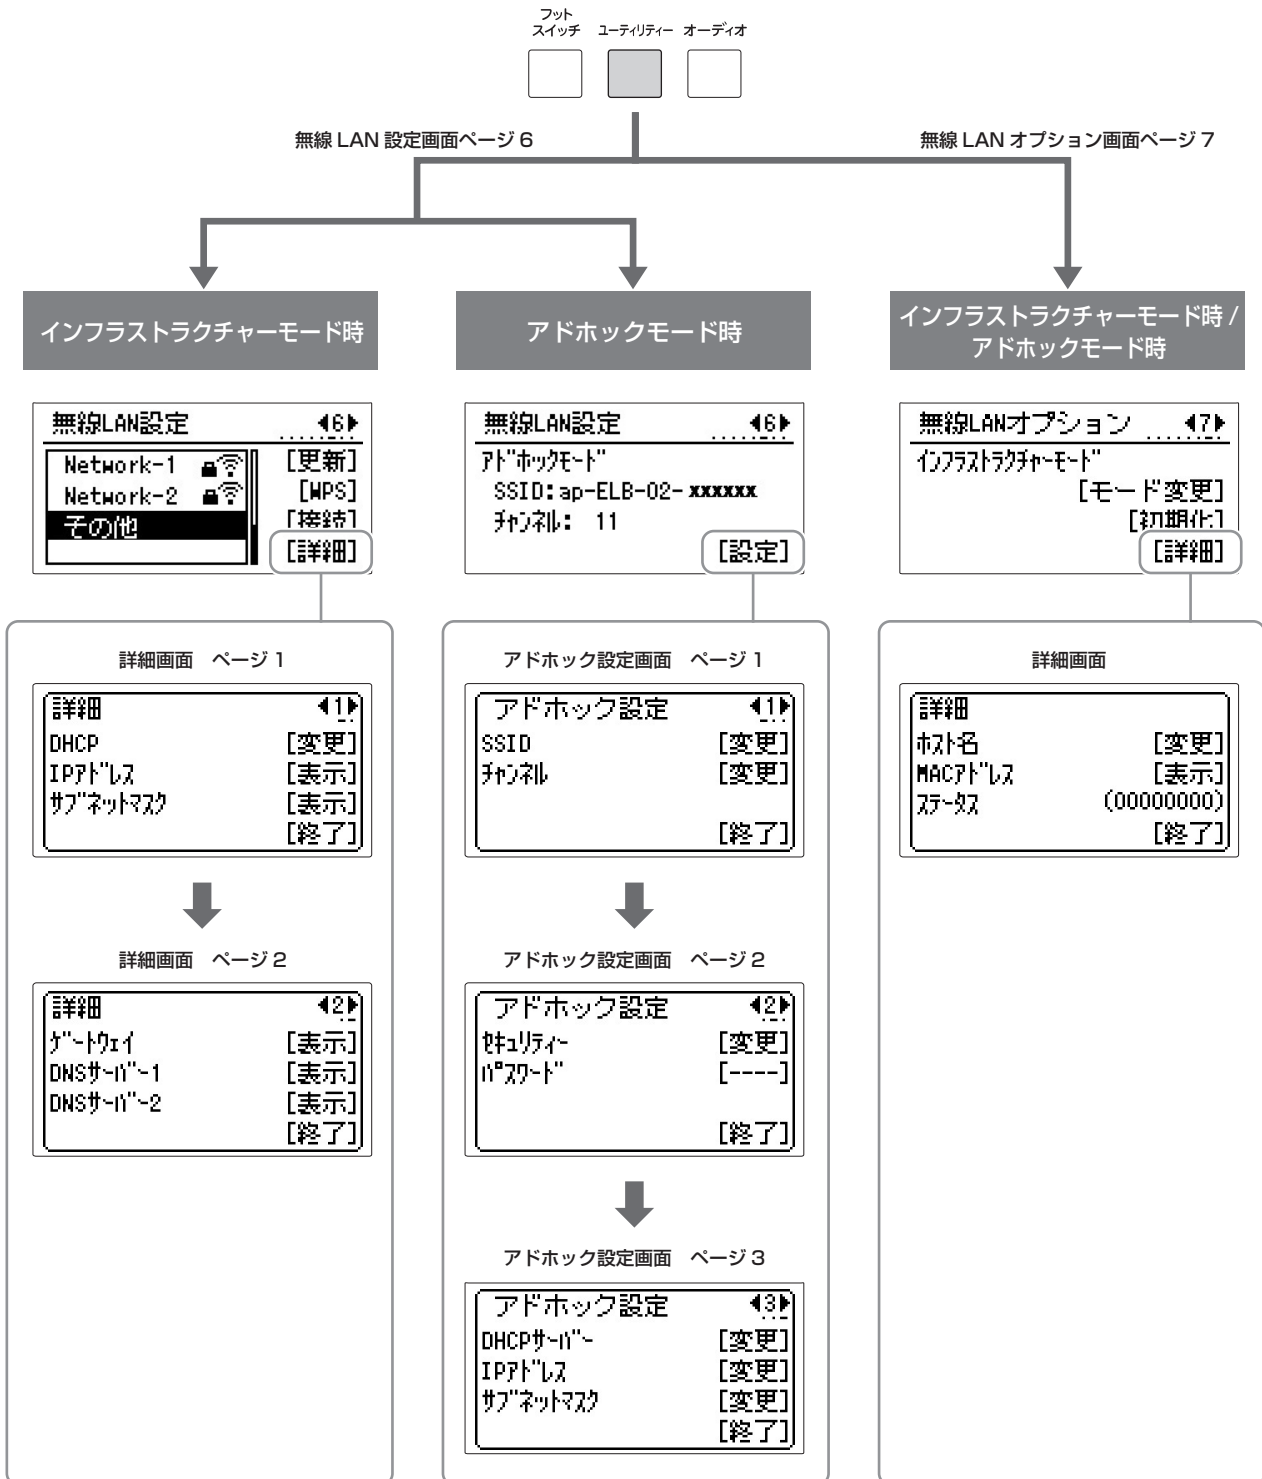 フット
スイッチ
ユーティリティー
オーディオ
無線 LAN 設定画面ページ 6
無線 LAN オプション画面ページ 7
インフラストラクチャーモード時
アドホックモード時
インフラストラクチャーモード時 /
アドホックモード時
無線LAN設定 6
Network-1 [更新]
Network-2 [WPS]
その他 [接続]
[詳細]
無線LAN設定 6
アドホックモード
SSID:ap-ELB-02-xxxxxx
チャンネル: 11
[設定]
無線LANオプション 7
インフラストラクチャーモード
[モード変更]
[初期化]
[詳細]
詳細画面 ページ 1
詳細 1
DHCP [変更]
IPアドレス [表示]
サブネットマスク [表示]
[終了]
詳細画面 ページ 2
詳細 2
ゲートウェイ [表示]
DNSサーバー1 [表示]
DNSサーバー2 [表示]
[終了]
アドホック設定画面 ページ 1
アドホック設定 1
SSID [変更]
チャンネル [変更]
[終了]
アドホック設定画面 ページ 2
アドホック設定 2
セキュリティー [変更]
パスワード [----]
[終了]
アドホック設定画面 ページ 3
アドホック設定 3
DHCPサーバー [変更]
IPアドレス [変更]
サブネットマスク [変更]
[終了]
詳細画面
詳細
ホスト名 [変更]
MACアドレス [表示]
ステータス (00000000)
[終了]